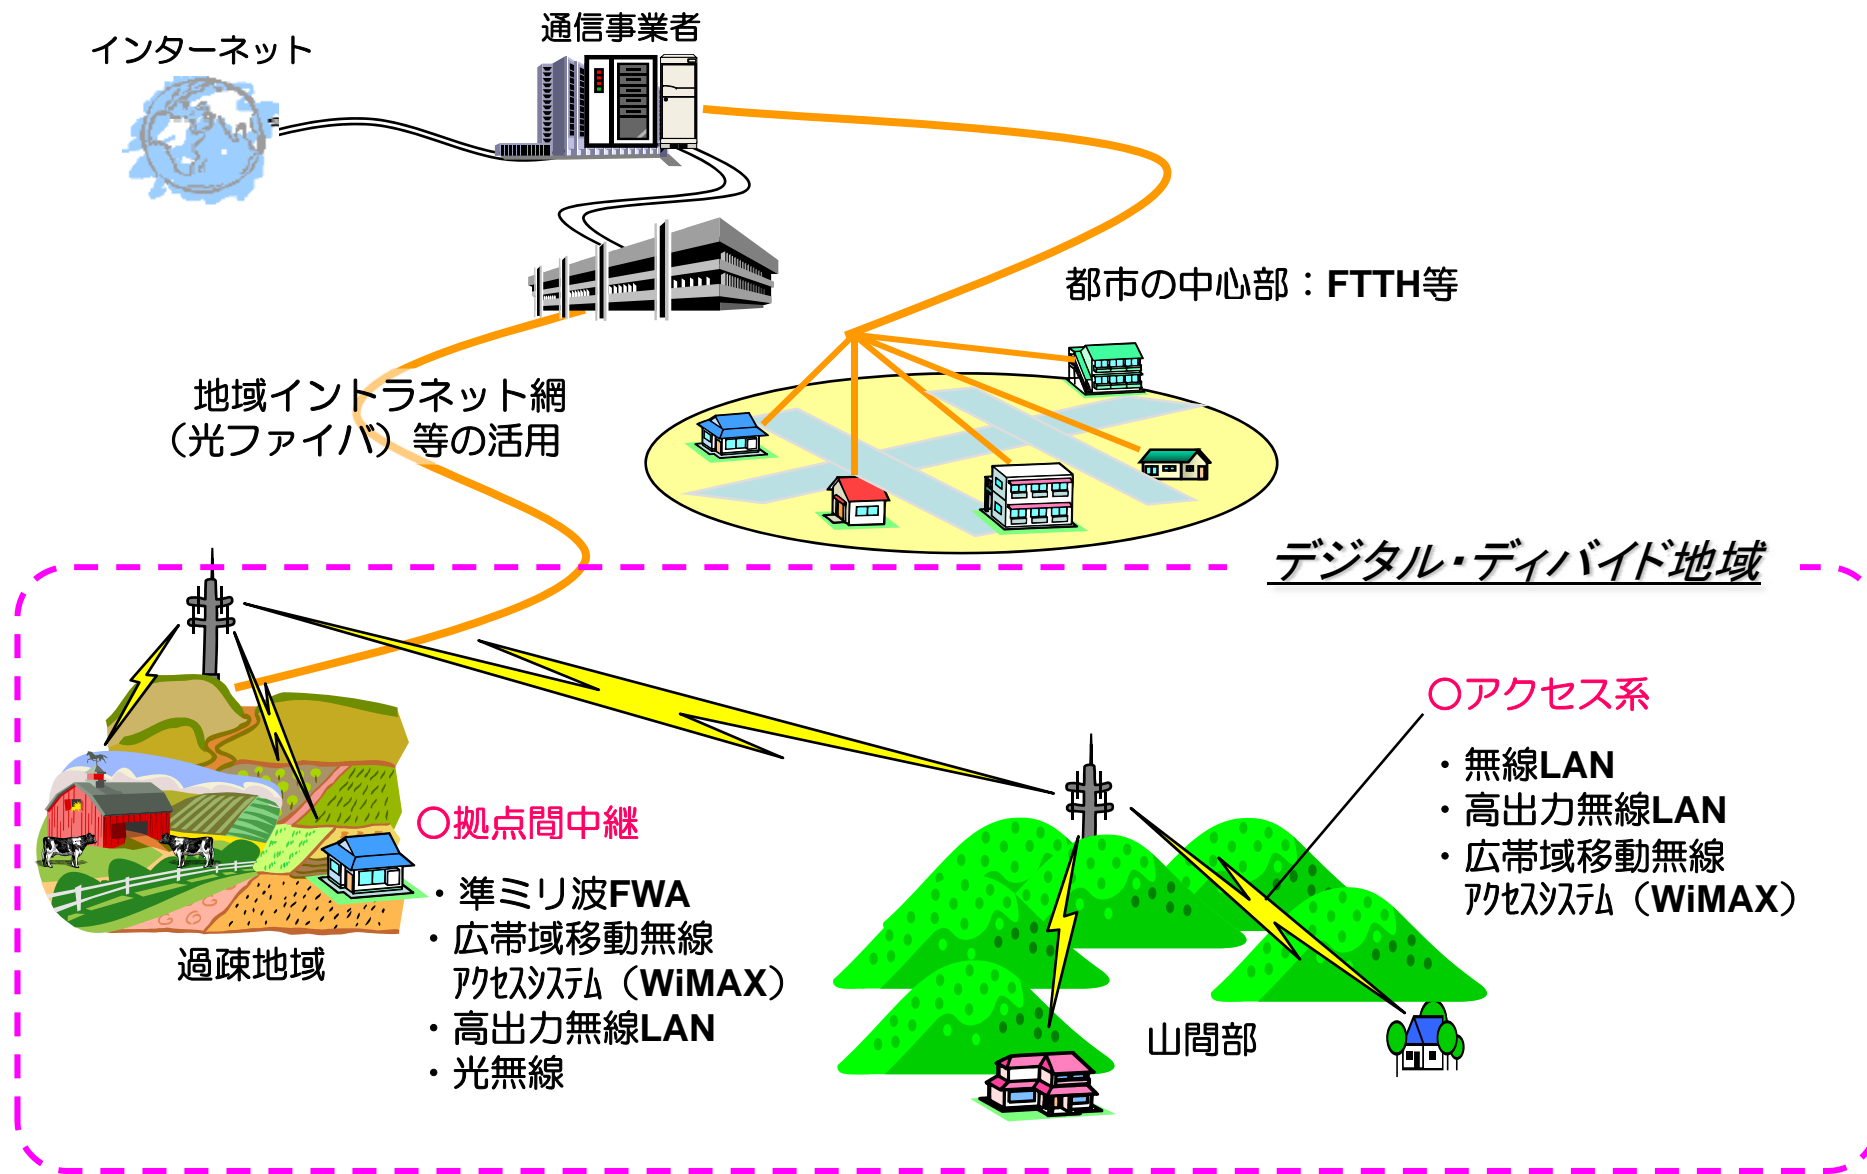 インターネット
通信事業者
都市の中心部：FTTH等
地域イントラネット網
（光ファイバ）等の活用
デジタル・ディバイド地域
〇アクセス系
・無線LAN
・高出力無線LAN
・広帯域移動無線
ｱｸｾｽｼｽﾃﾑ（WiMAX）
〇拠点間中継
・準ミリ波FWA
・広帯域移動無線
ｱｸｾｽｼｽﾃﾑ（WiMAX）
・高出力無線LAN
・光無線
過疎地域
山間部